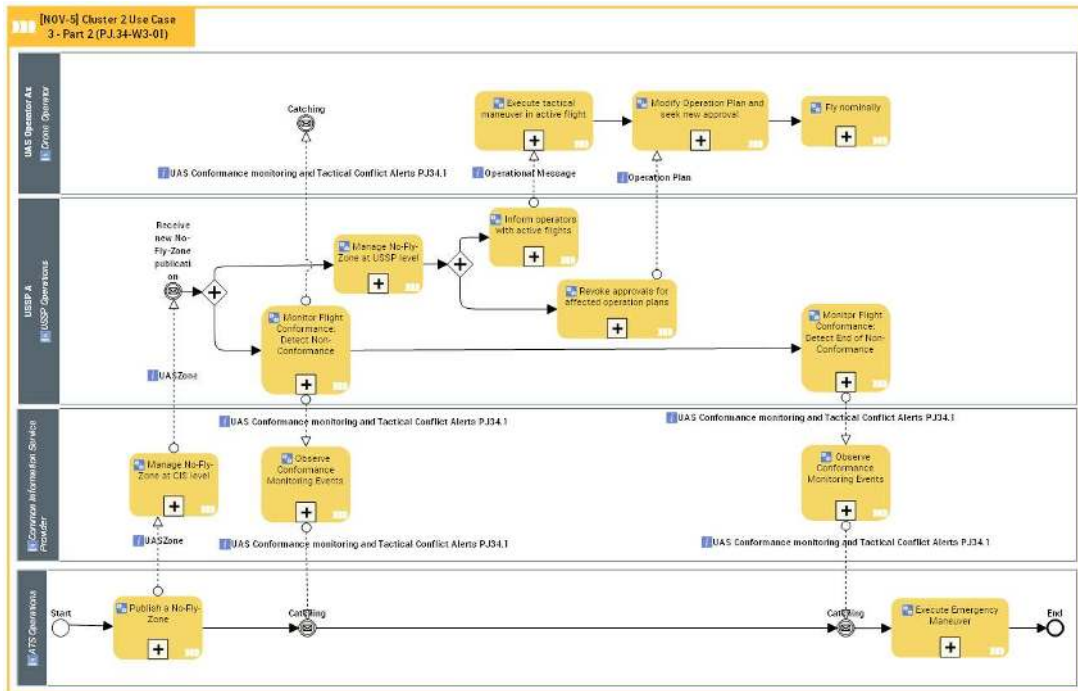 [NOV-5] Cluster 2 Use Case
3 - Part 2 (PJ.34-W3-01)
UAS Operator Ax
Drone Operator
Catching
Execute tactical
maneuver in active flight
Modify Operation Plan and
seek new approval
Fly nominally
UAS Conformance monitoring and Tactical Conflict Alerts PJ34.1
Operational Message
Operation Plan
USSP A
USSP Operations
Receive
new No-
Fly-Zone
publicati
on
Manage No-Fly-
Zone at USSP level
Inform operators
with active flights
Revoke approvals for
affected operation plans
Monitor Flight
Conformance:
Detect Non-
Conformance
Monitor Flight
Conformance:
Detect End of Non-
Conformance
UASZone
UAS Conformance monitoring and Tactical Conflict Alerts PJ34.1
UAS Conformance monitoring and Tactical Conflict Alerts PJ34.1
Common Information Service
Provider
Manage No-Fly-
Zone at CIS level
Observe
Conformance
Monitoring Events
Observe
Conformance
Monitoring Events
UASZone
UAS Conformance monitoring and Tactical Conflict Alerts PJ34.1
UAS Conformance monitoring and Tactical Conflict Alerts PJ34.1
ATS Operations
Start
Publish a No-Fly-
Zone
Catching
Catching
Execute Emergency
Maneuver
End